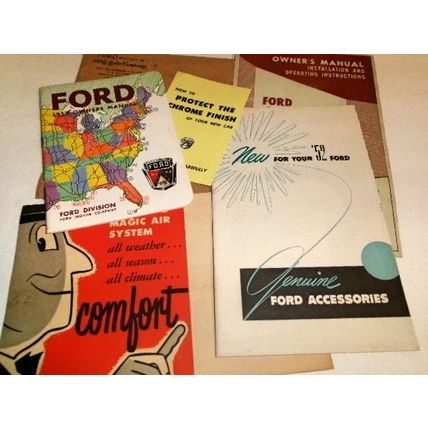 FORD
OWNERS MANUAL
FORD
FORD DIVISION
FORD MOTOR COMPANY
HOW TO
PROTECT THE
CHROME FINISH
OF YOUR NEW CAR
OWNER'S MANUAL
INSTALLATION AND
OPERATING INSTRUCTIONS
FORD
New FOR YOUR '52 FORD
Genuine
FORD ACCESSORIES
MAGIC AIR
SYSTEM
all weather...
all season...
all climate...
comfort